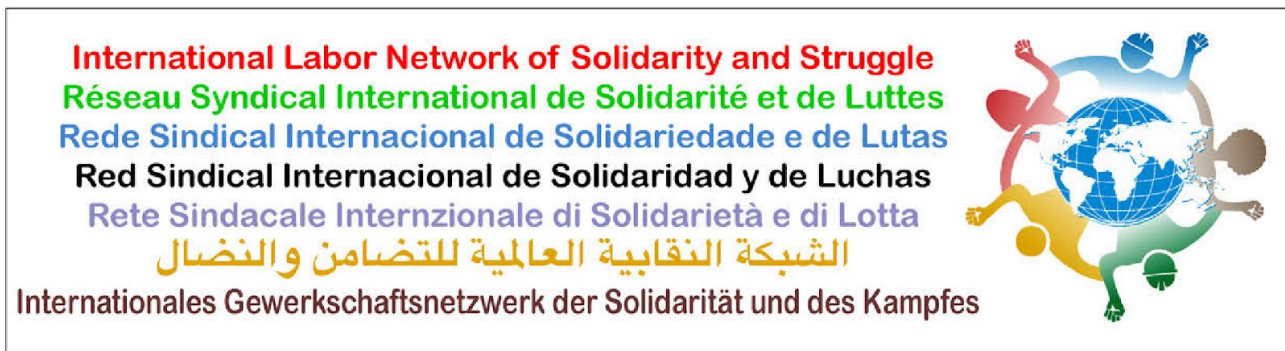 International Labor Network of Solidarity and Struggle
Réseau Syndical International de Solidarité et de Luttes
Rede Sindical Internacional de Solidariedade e de Lutas
Red Sindical Internacional de Solidaridad y de Luchas
Rete Sindacale Internzionale di Solidarietà e di Lotta
الشبكة النقابية العالمية للتضامن والنضال
Internationales Gewerkschaftsnetzwerk der Solidarität und des Kampfes